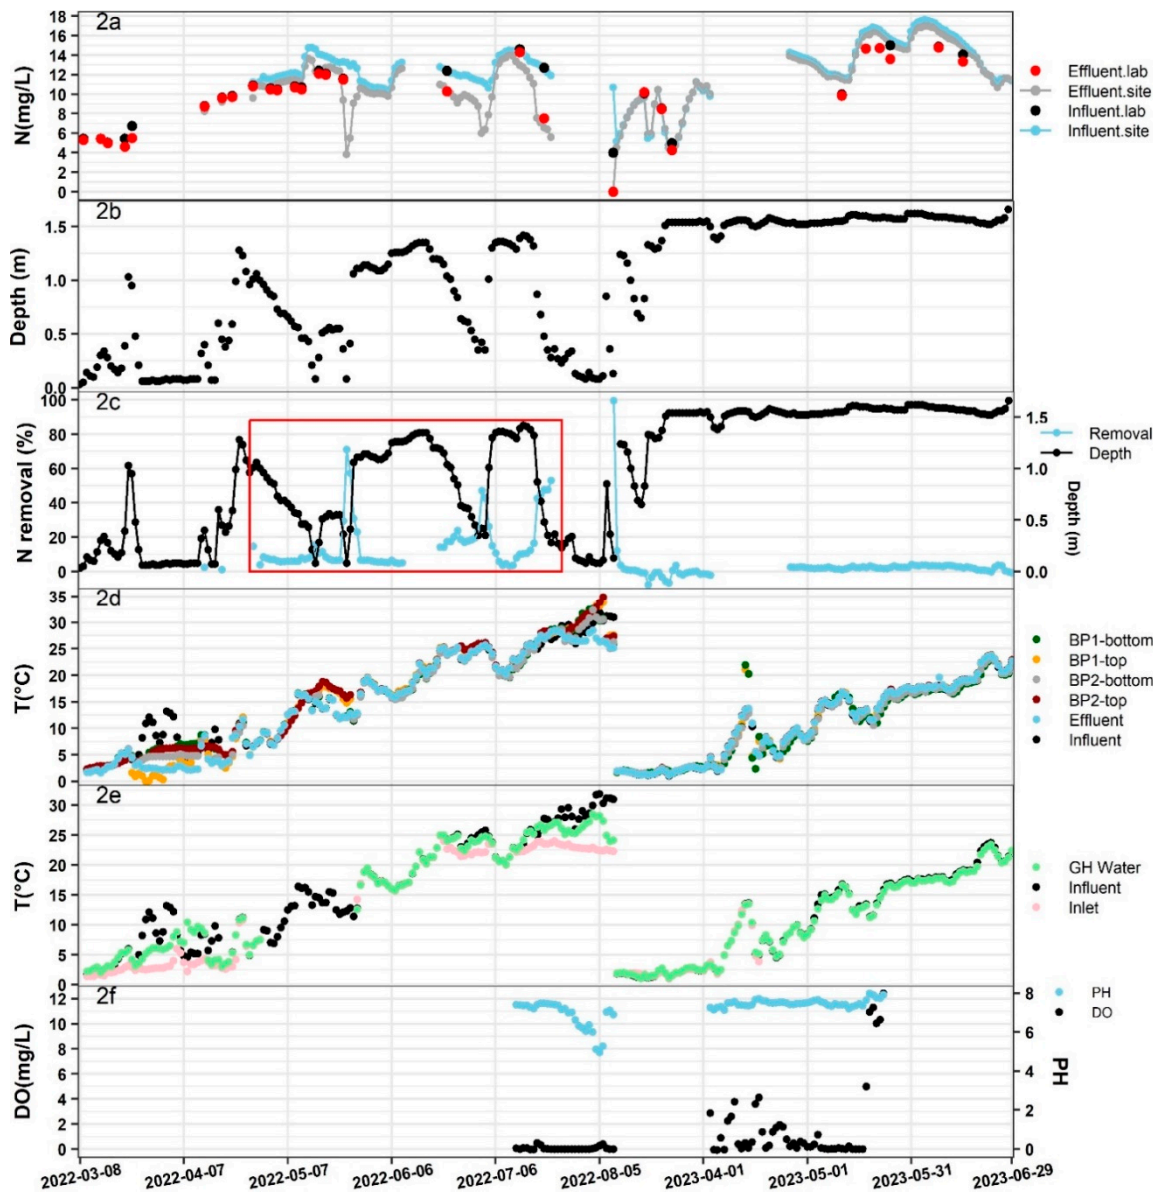 2a
N(mg/L)
18
16
14
12
10
8
6
4
2
0
Effluent.lab
Effluent.site
Influent.lab
Influent.site
2b
Depth (m)
1.5
1.0
0.5
0.0
2c
N removal (%)
100
80
60
40
20
0
1.5
1.0
0.5
0.0
Depth (m)
Removal
Depth
2d
T(°C)
35
30
25
20
15
10
5
0
BP1-bottom
BP1-top
BP2-bottom
BP2-top
Effluent
Influent
2e
T(°C)
30
25
20
15
10
5
0
GH Water
Influent
Inlet
2f
DO(mg/L)
12
10
8
6
4
2
0
8
6
4
2
0
PH
PH
DO
2022-03-08
2022-04-07
2022-05-07
2022-06-06
2022-07-06
2022-08-05
2023-04-01
2023-05-01
2023-05-31
2023-06-29